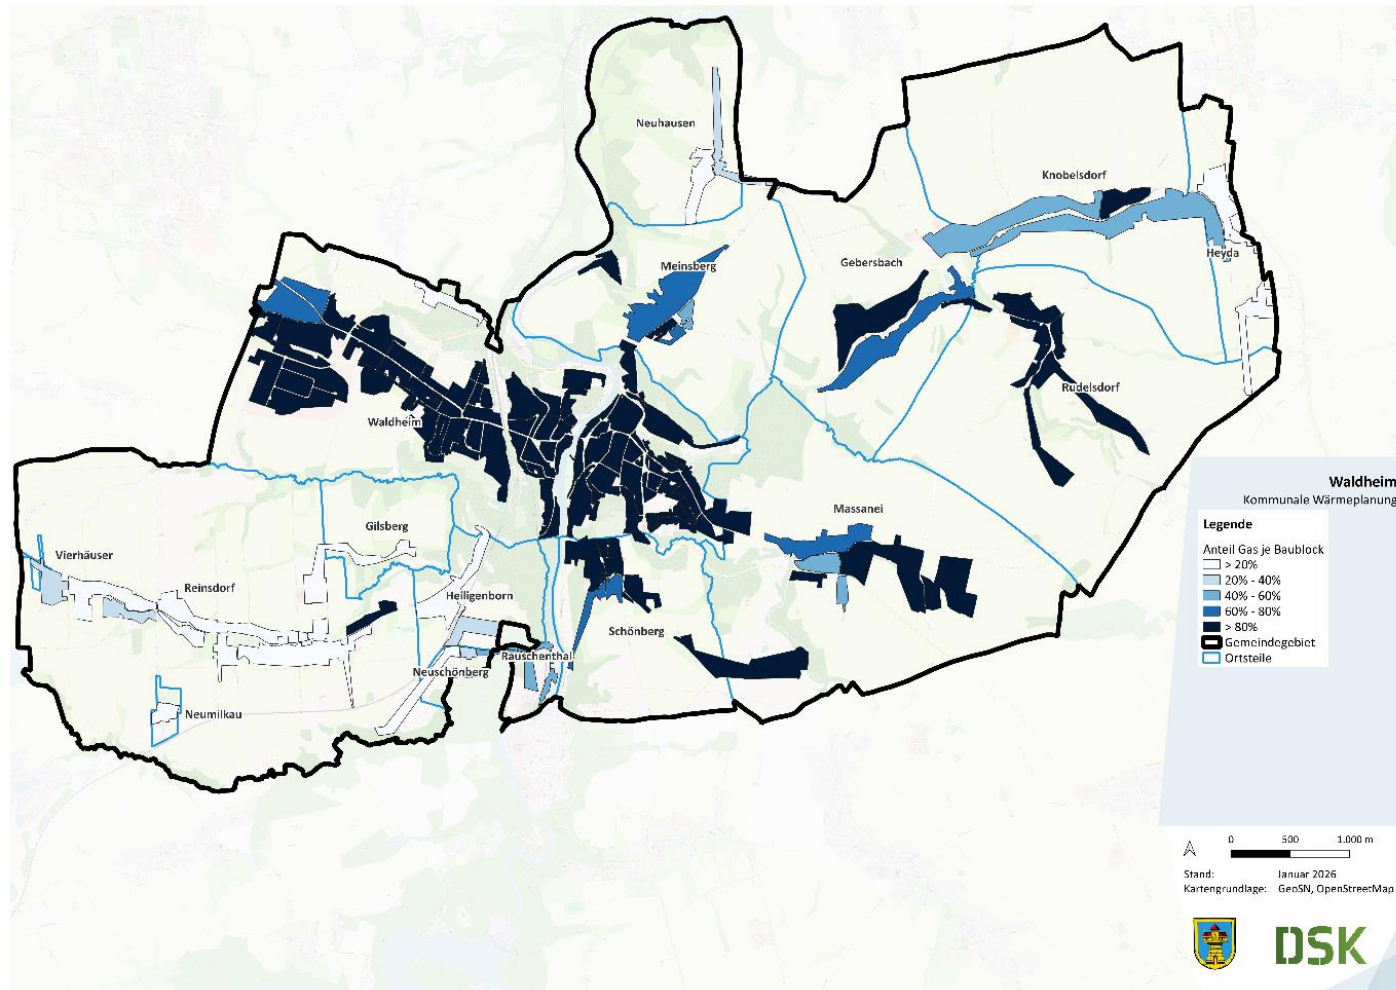 Neuhausen
Knobelsdorf
Meinsberg
Gebersbach
Heyda
Rudelsdorf
Waldheim
Massanei
Gilsberg
Vierhäuser
Reinsdorf
Heiligenborn
Schönberg
Rauschenthal
Neuschönberg
Neumilkau
Waldheim
Kommunale Wärmeplanung
Legende
Anteil Gas je Baublock
> 20%
20% - 40%
40% - 60%
60% - 80%
> 80%
Gemeindegebiet
Ortsteile
0 500 1.000 m
Stand: Januar 2026
Kartengrundlage: GeoSN, OpenStreetMap
DSK